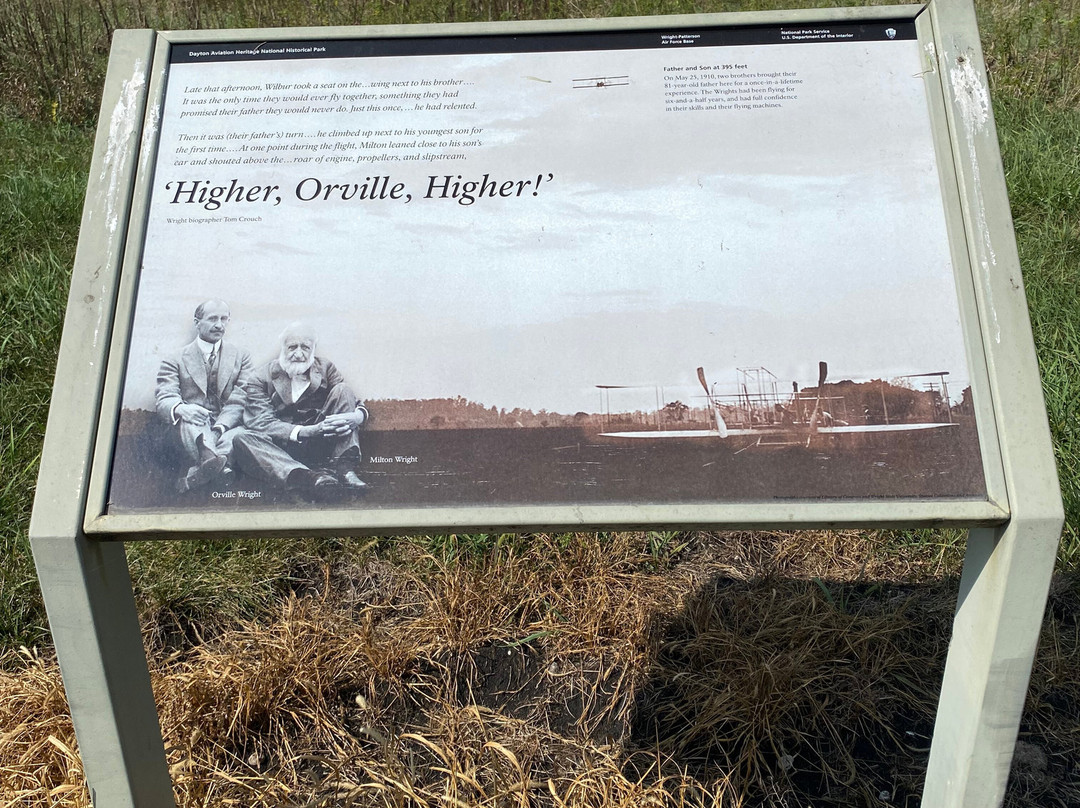 Dayton Aviation Heritage National Historical Park
Wright-Patterson
Air Force Base
National Park Service
U.S. Department of the Interior
Late that afternoon, Wilbur took a seat on the…wing next to his brother….
It was the only time they would ever fly together, something they had
promised their father they would never do. Just this once,…he had relented.
Then it was (their father's) turn….he climbed up next to his youngest son for
the first time….At one point during the flight, Milton leaned close to his son's
ear and shouted above the…roar of engine, propellers, and slipstream,
‘Higher, Orville, Higher!’
Wright biographer Tom Crouch
Father and Son at 395 feet
On May 25, 1910, two brothers brought their
81-year-old father here for a once-in-a-lifetime
experience. The Wrights had been flying for
six-and-a-half years, and had full confidence
in their skills and their flying machines.
Milton Wright
Orville Wright